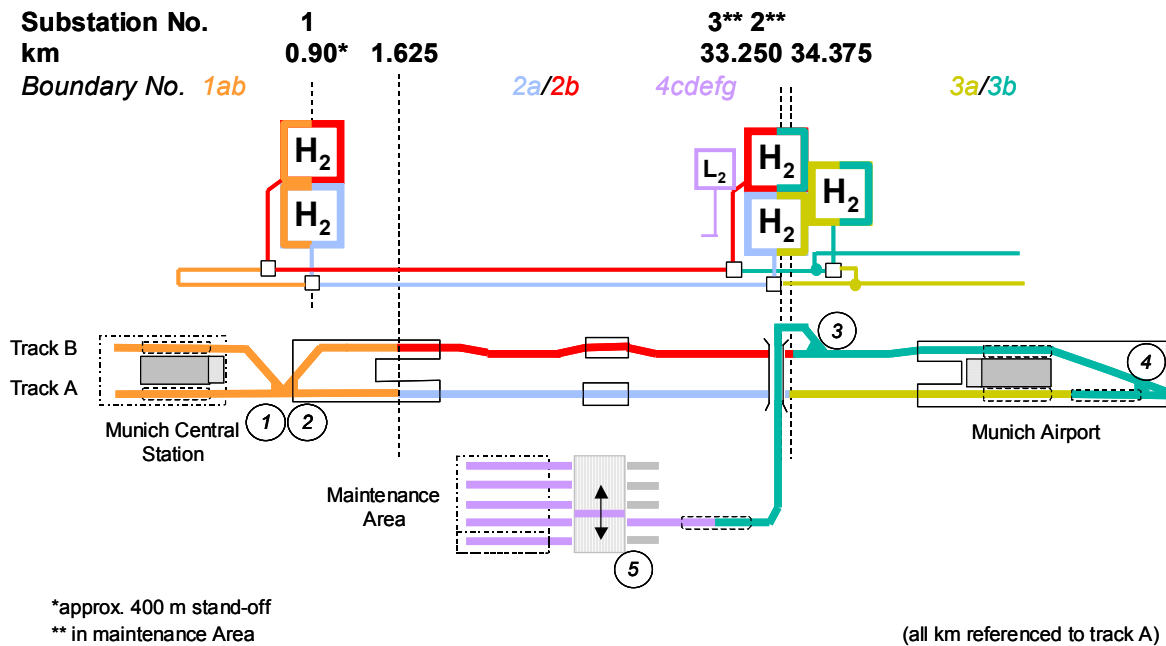 Substation No. 1 3** 2**
km 0.90* 1.625 33.250 34.375
Boundary No. 1ab 2a/2b 4cdefg 3a/3b
H2 H2
L2 H2
H2 H2
Track B
3
4
Track A
1 2
Munich Central
Station
Munich Airport
Maintenance
Area
5
*approx. 400 m stand-off
** in maintenance Area
(all km referenced to track A)